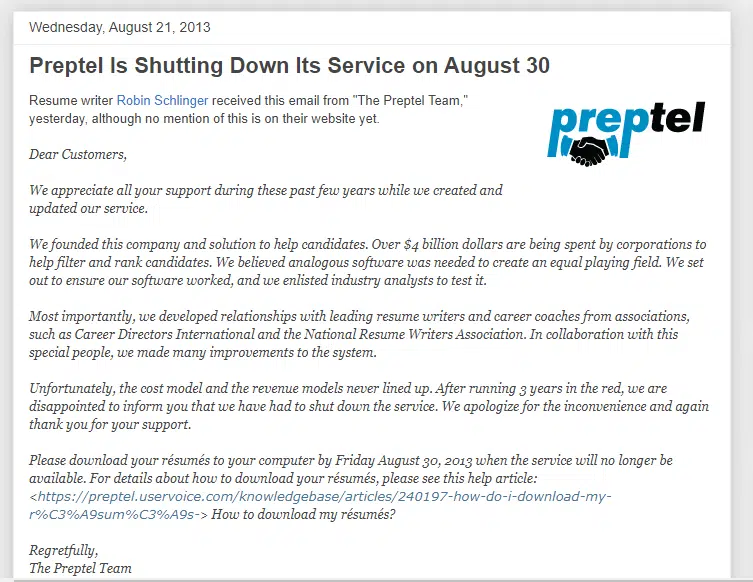 Wednesday, August 21, 2013
Preptel Is Shutting Down Its Service on August 30
Resume writer Robin Schlinger received this email from "The Preptel Team,"
yesterday, although no mention of this is on their website yet.
preptel
Dear Customers,
We appreciate all your support during these past few years while we created and
updated our service.
We founded this company and solution to help candidates. Over $4 billion dollars are being spent by corporations to
help filter and rank candidates. We believed analogous software was needed to create an equal playing field. We set
out to ensure our software worked, and we enlisted industry analysts to test it.
Most importantly, we developed relationships with leading resume writers and career coaches from associations,
such as Career Directors International and the National Resume Writers Association. In collaboration with this
special people, we made many improvements to the system.
Unfortunately, the cost model and the revenue models never lined up. After running 3 years in the red, we are
disappointed to inform you that we have had to shut down the service. We apologize for the inconvenience and again
thank you for your support.
Please download your résumés to your computer by Friday August 30, 2013 when the service will no longer be
available. For details about how to download your résumés, please see this help article:
<https://preptel.uservoice.com/knowledgebase/articles/240197-how-do-i-download-my-
r%C3%A9sum%C3%A9s-> How to download my résumés?
Regretfully,
The Preptel Team